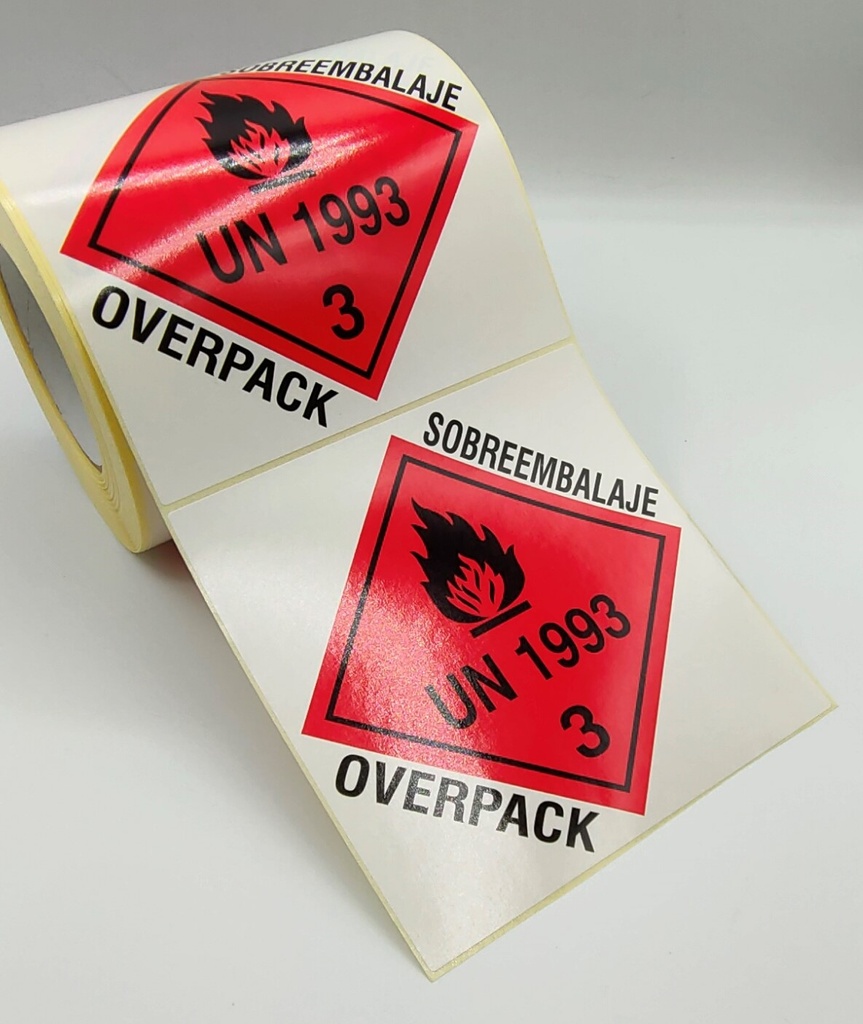 SOBREEMBALAJE
UN 1993
3
OVERPACK
SOBREEMBALAJE
UN 1993
3
OVERPACK